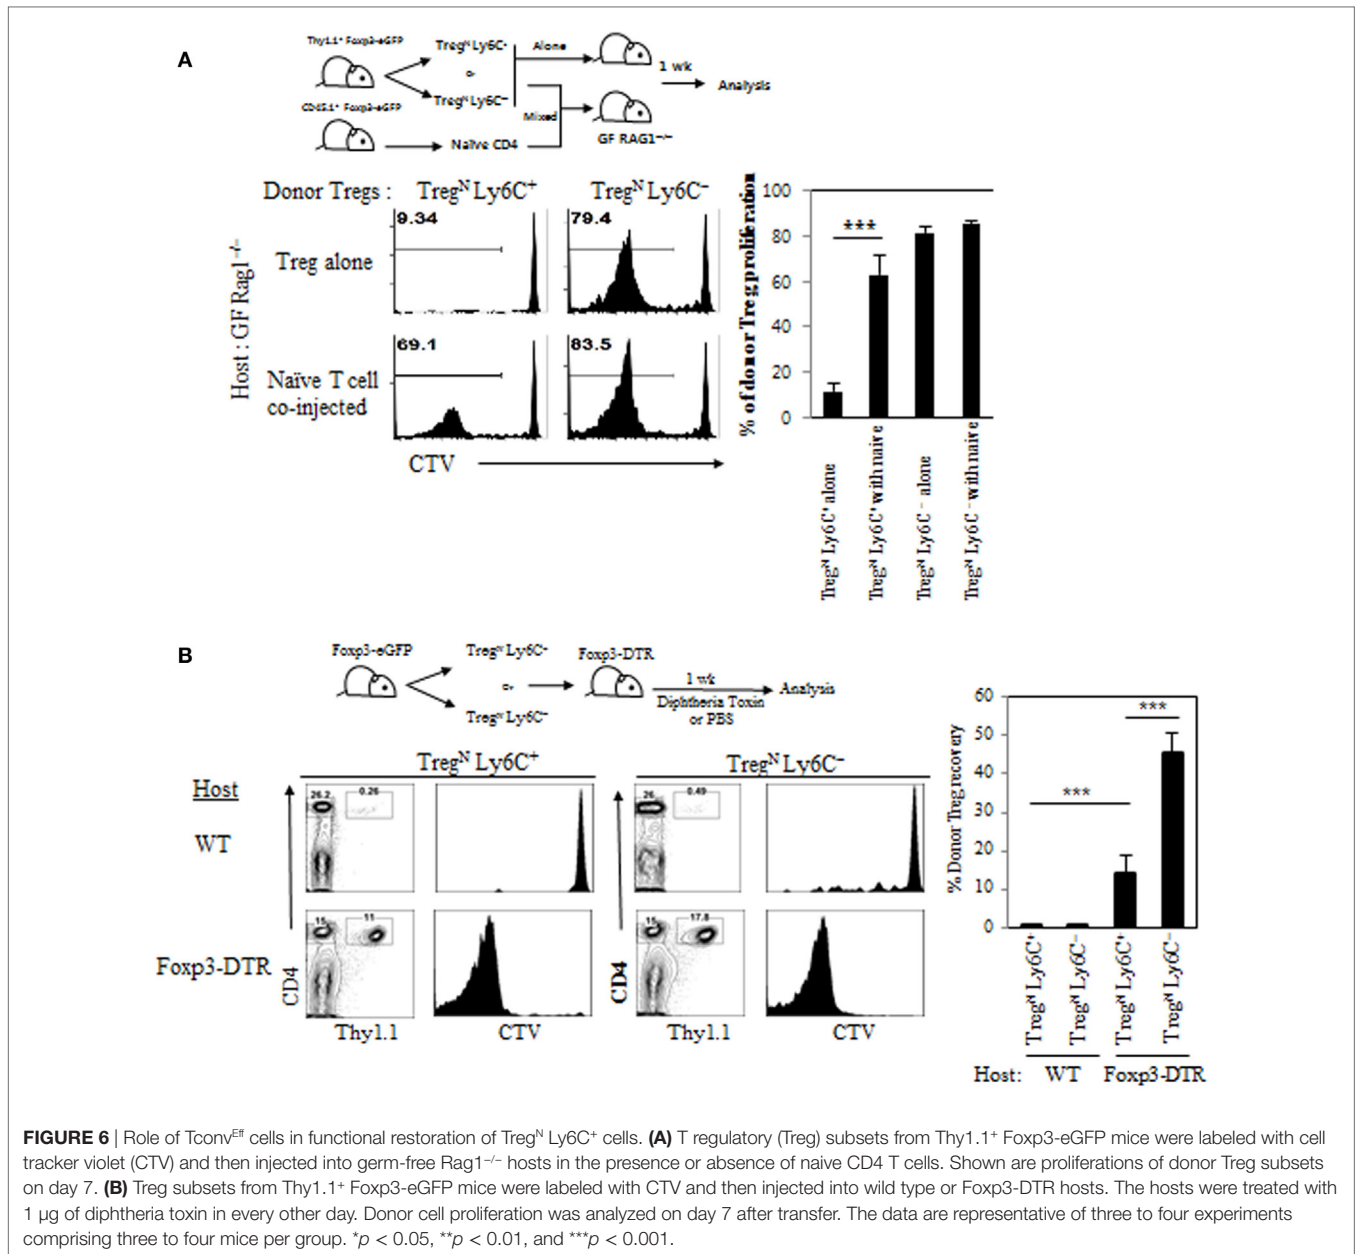 A
Thy1.1⁺ Foxp3-eGFP
Treg^N Ly6C⁺
or
Treg^N Ly6C⁻
Alone
Mixed
1 wk
Analysis
CD45.1⁺ Foxp3-eGFP
Naïve CD4
GF RAG1⁻/⁻
Donor Tregs : Treg^N Ly6C⁺ Treg^N Ly6C⁻
Host : GF Rag1⁻/⁻
Treg alone
9.34
79.4
Naïve T cell
co-injected
69.1
83.5
CTV
% of donor Treg proliferation
100
80
60
40
20
0
***
Treg^N Ly6C⁺ alone
Treg^N Ly6C⁺ with naive
Treg^N Ly6C⁻ alone
Treg^N Ly6C⁻ with naive
B
Foxp3-eGFP
Treg^N Ly6C⁺
or
Treg^N Ly6C⁻
Foxp3-DTR
1 wk
Diphtheria Toxin
or PBS
Analysis
Treg^N Ly6C⁺ Treg^N Ly6C⁻
Host
WT
26.2
0.26
26
0.49
Foxp3-DTR
15
11
15
17.8
CD4
CD4
Thy1.1 CTV Thy1.1 CTV
% Donor Treg recovery
60
50
40
30
20
10
0
***
***
Treg^N Ly6C⁺
Treg^N Ly6C⁻
Treg^N Ly6C⁺
Treg^N Ly6C⁻
Host: WT Foxp3-DTR
FIGURE 6 | Role of Tconv^Eff cells in functional restoration of Treg^N Ly6C⁺ cells. (A) T regulatory (Treg) subsets from Thy1.1⁺ Foxp3-eGFP mice were labeled with cell
tracker violet (CTV) and then injected into germ-free Rag1⁻/⁻ hosts in the presence or absence of naive CD4 T cells. Shown are proliferations of donor Treg subsets
on day 7. (B) Treg subsets from Thy1.1⁺ Foxp3-eGFP mice were labeled with CTV and then injected into wild type or Foxp3-DTR hosts. The hosts were treated with
1 µg of diphtheria toxin in every other day. Donor cell proliferation was analyzed on day 7 after transfer. The data are representative of three to four experiments
comprising three to four mice per group. *p < 0.05, **p < 0.01, and ***p < 0.001.